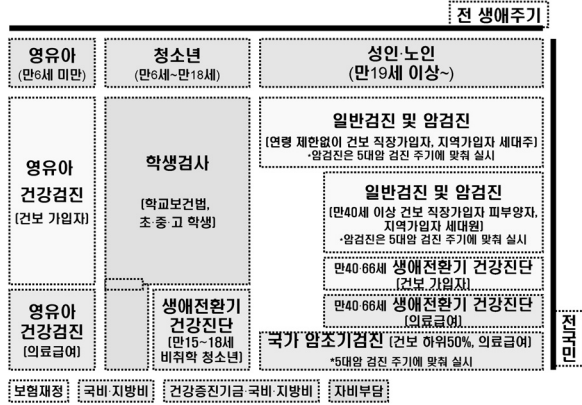 전 생애주기
영유아
(만6세 미만)
청소년
(만6세~만18세)
성인·노인
(만19세 이상~)
영유아
건강검진
(건보 가입자)
학생검사
(학교보건법,
초·중·고 학생)
일반검진 및 암검진
(연령 제한없이 건보 직장가입자, 지역가입자 세대주)
*암검진은 5대암 검진 주기에 맞춰 실시
일반검진 및 암검진
(만40세 이상 건보 직장가입자 피부양자,
지역가입자 세대원)
*암검진은 5대암 검진 주기에 맞춰 실시
만40·66세 생애전환기 건강진단
(건보 가입자)
만40·66세 생애전환기 건강진단
(의료급여)
영유아
건강검진
(의료급여)
생애전환기
건강진단
(만15~18세
비취학 청소년)
국가 암조기검진 (건보 하위50%, 의료급여)
*5대암 검진 주기에 맞춰 실시
전국민
보험재정
국비·지방비
건강증진기금·국비·지방비
자비부담